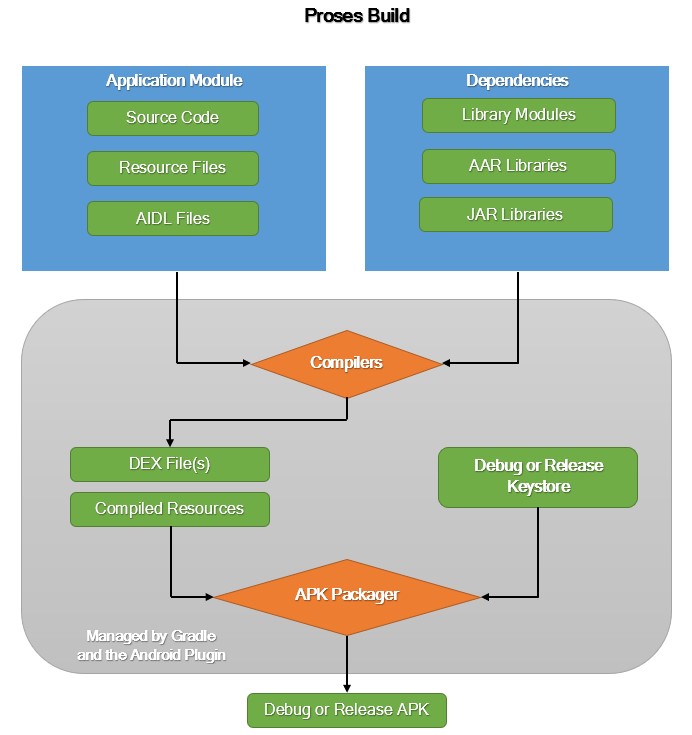 Proses Build
Application Module
Source Code
Resource Files
AIDL Files
Dependencies
Library Modules
AAR Libraries
JAR Libraries
Compilers
DEX File(s)
Compiled Resources
Debug or Release
Keystore
APK Packager
Managed by Gradle
and the Android Plugin
Debug or Release APK